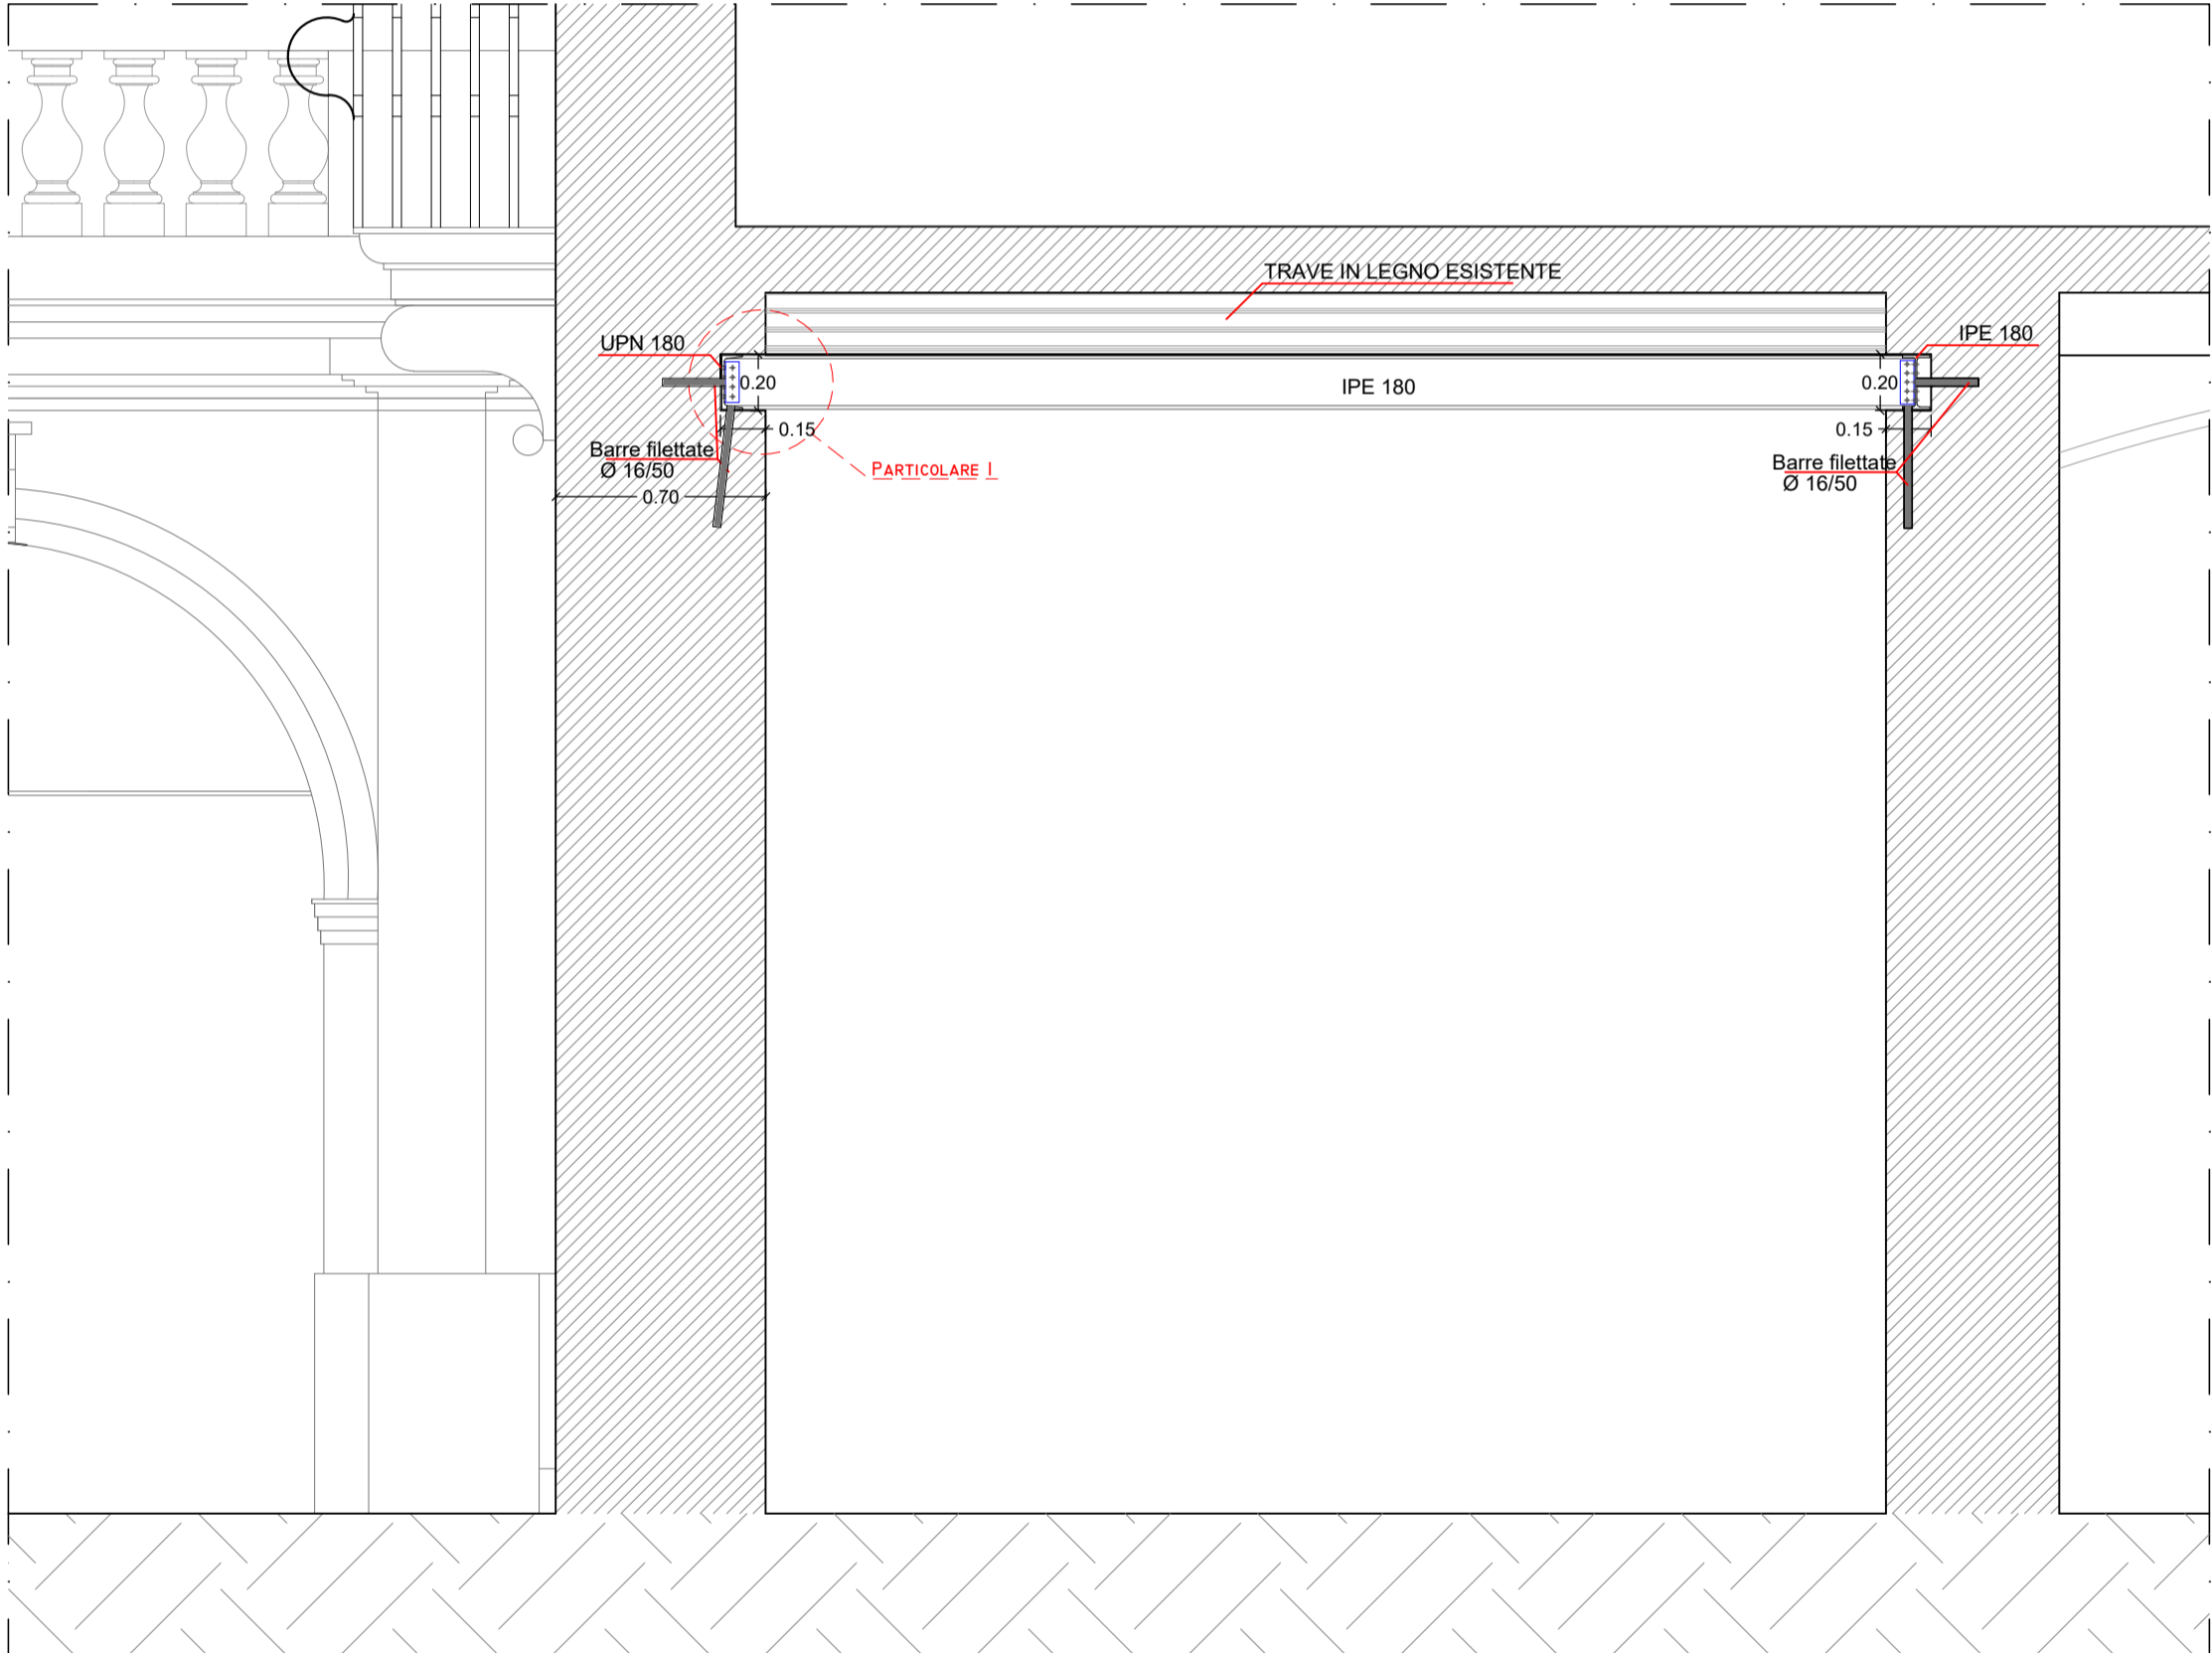 TRAVE IN LEGNO ESISTENTE
UPN 180
IPE 180
0.20
IPE 180
0.20
0.15
0.15
Barre filettate
Ø 16/50
PARTICOLARE I
Barre filettate
Ø 16/50
0.70